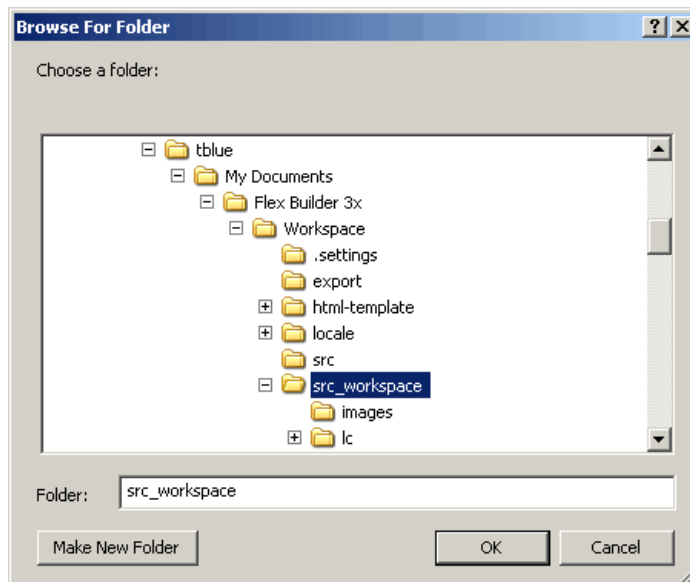 Browse For Folder
Choose a folder:
tblue
My Documents
Flex Builder 3x
Workspace
.settings
export
html-template
locale
src
src_workspace
images
lc
Folder: src_workspace
Make New Folder OK Cancel